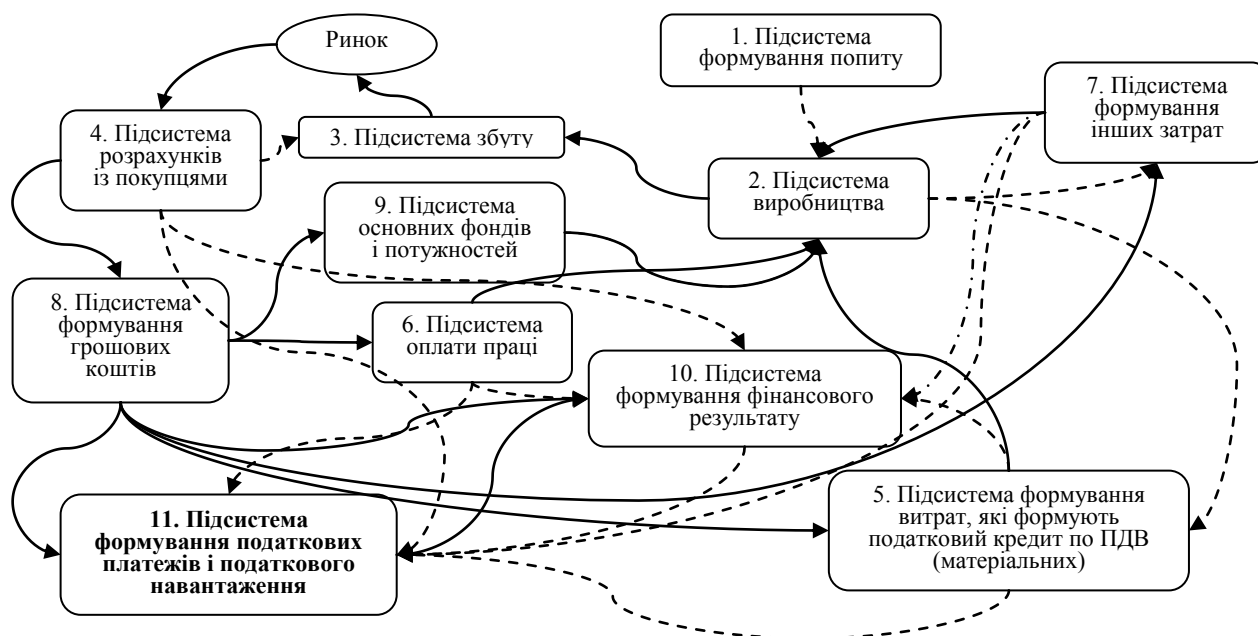 Ринок
1. Підсистема
формування попиту
7. Підсистема
формування
інших затрат
4. Підсистема
розрахунків
із покупцями
3. Підсистема збуту
2. Підсистема
виробництва
9. Підсистема
основних фондів
і потужностей
8. Підсистема
формування
грошових
коштів
6. Підсистема
оплати праці
10. Підсистема
формування фінансового
результату
5. Підсистема формування
витрат, які формують
податковий кредит по ПДВ
(матеріальних)
11. Підсистема
формування податкових
платежів і податкового
навантаження